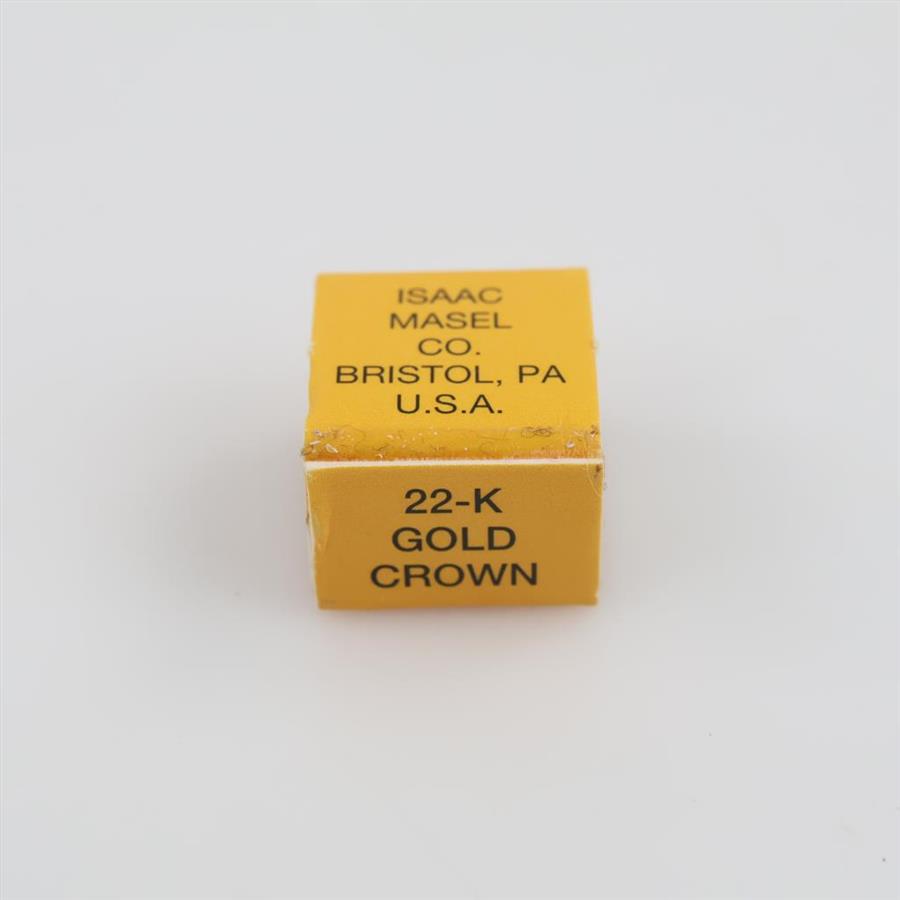 ISAAC
MASEL
CO.
BRISTOL, PA
U.S.A.
22-K
GOLD
CROWN